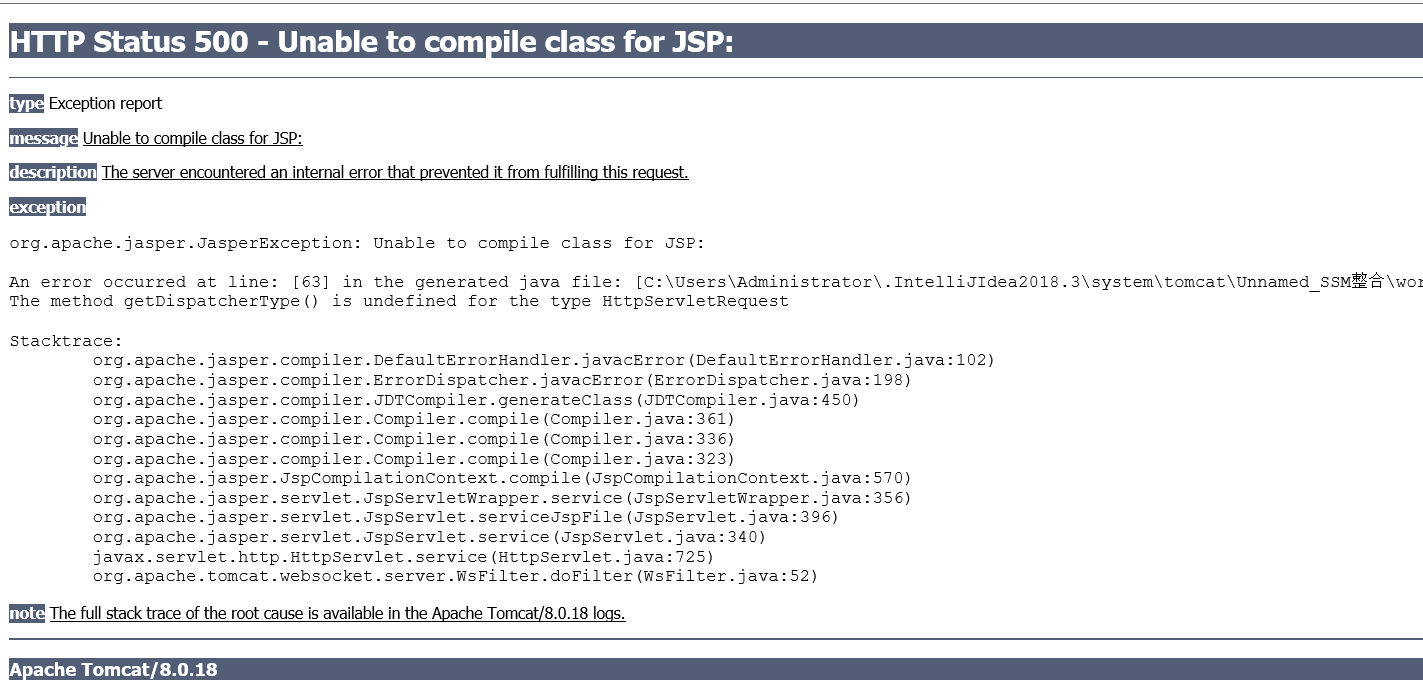 HTTP Status 500 - Unable to compile class for JSP:
type Exception report
message Unable to compile class for JSP:
description The server encountered an internal error that prevented it from fulfilling this request.
exception
org.apache.jasper.JasperException: Unable to compile class for JSP:
An error occurred at line: [63] in the generated java file: [C:\Users\Administrator\.IntelliJIdea2018.3\system\tomcat\Unnamed_SSM整合\wor
The method getDispatcherType() is undefined for the type HttpServletRequest
Stacktrace:
org.apache.jasper.compiler.DefaultErrorHandler.javacError(DefaultErrorHandler.java:102)
org.apache.jasper.compiler.ErrorDispatcher.javacError(ErrorDispatcher.java:198)
org.apache.jasper.compiler.JDTCompiler.generateClass(JDTCompiler.java:450)
org.apache.jasper.compiler.Compiler.compile(Compiler.java:361)
org.apache.jasper.compiler.Compiler.compile(Compiler.java:336)
org.apache.jasper.compiler.Compiler.compile(Compiler.java:323)
org.apache.jasper.JspCompilationContext.compile(JspCompilationContext.java:570)
org.apache.jasper.servlet.JspServletWrapper.service(JspServletWrapper.java:356)
org.apache.jasper.servlet.JspServlet.serviceJspFile(JspServlet.java:396)
org.apache.jasper.servlet.JspServlet.service(JspServlet.java:340)
javax.servlet.http.HttpServlet.service(HttpServlet.java:725)
org.apache.tomcat.websocket.server.WsFilter.doFilter(WsFilter.java:52)
note The full stack trace of the root cause is available in the Apache Tomcat/8.0.18 logs.
Apache Tomcat/8.0.18